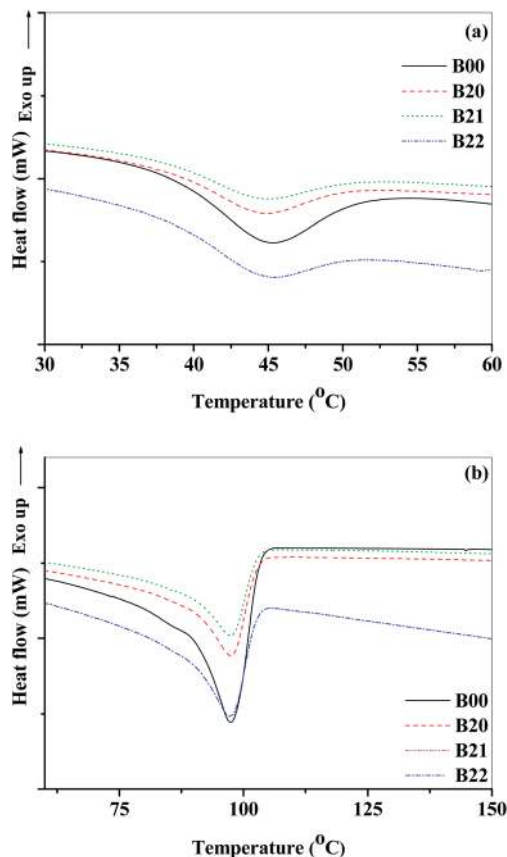 (a)
B00
B20
B21
B22
Heat flow (mW) Exo up
30 35 40 45 50 55 60
Temperature (°C)
(b)
Heat flow (mW) Exo up
B00
B20
B21
B22
75 100 125 150
Temperature (°C)